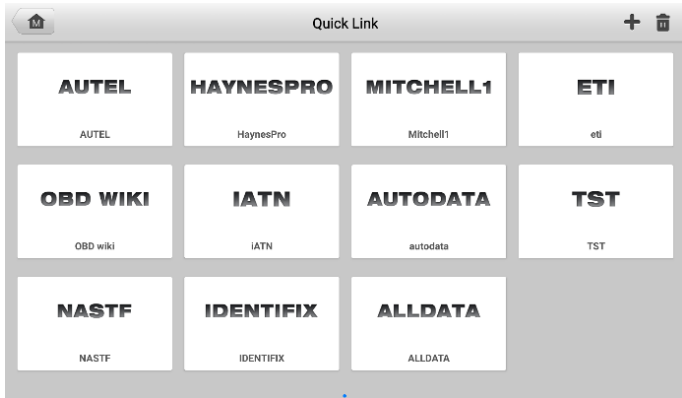 M
Quick Link
AUTEL
AUTEL
HAYNESPRO
HaynesPro
MITCHELL1
Mitchell1
ETI
eti
OBD WIKI
OBD wiki
IATN
iATN
AUTODATA
autodata
TST
TST
NASTF
NASTF
IDENTIFIX
IDENTIFIX
ALLDATA
ALLDATA